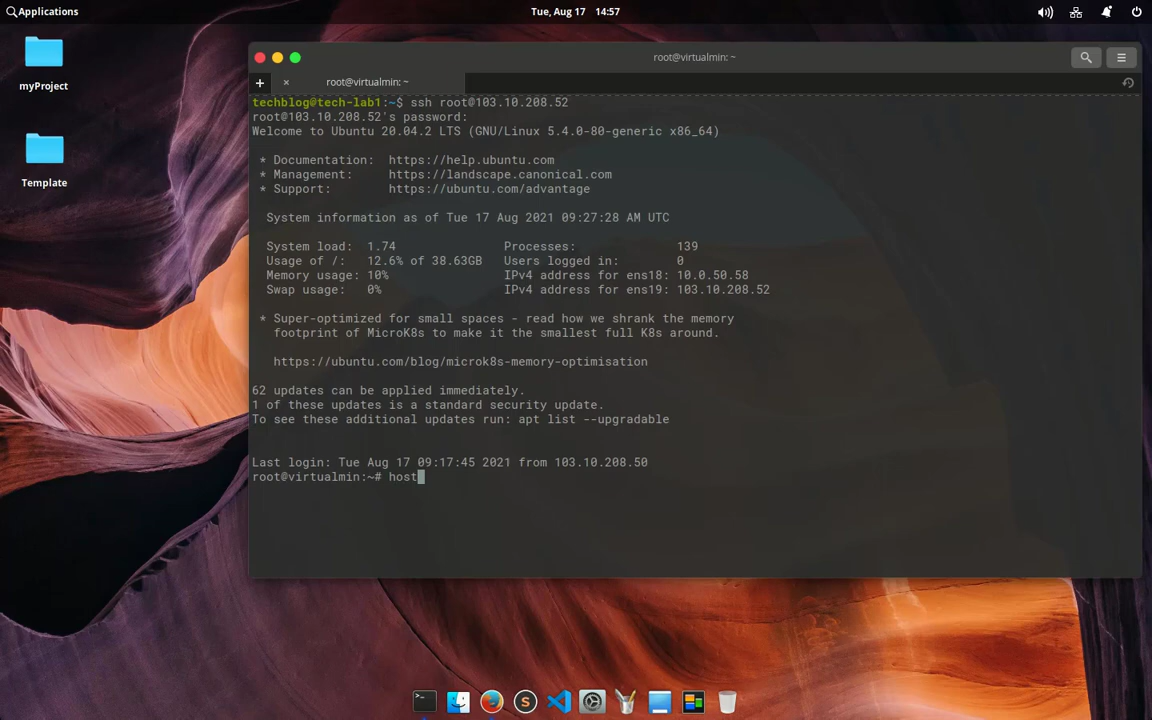 Applications
Tue, Aug 17 14:57
myProject
Template
root@virtualmin: ~
+ × root@virtualmin: ~
techblog@tech-lab1:~$ ssh root@103.10.208.52
root@103.10.208.52's password:
Welcome to Ubuntu 20.04.2 LTS (GNU/Linux 5.4.0-80-generic x86_64)
* Documentation: https://help.ubuntu.com
* Management: https://landscape.canonical.com
* Support: https://ubuntu.com/advantage
System information as of Tue 17 Aug 2021 09:27:28 AM UTC
System load: 1.74 Processes: 139
Usage of /: 12.6% of 38.63GB Users logged in: 0
Memory usage: 10% IPv4 address for ens18: 10.0.50.58
Swap usage: 0% IPv4 address for ens19: 103.10.208.52
* Super-optimized for small spaces - read how we shrank the memory
footprint of MicroK8s to make it the smallest full K8s around.
https://ubuntu.com/blog/microk8s-memory-optimisation
62 updates can be applied immediately.
1 of these updates is a standard security update.
To see these additional updates run: apt list --upgradable
Last login: Tue Aug 17 09:17:45 2021 from 103.10.208.50
root@virtualmin:~# host